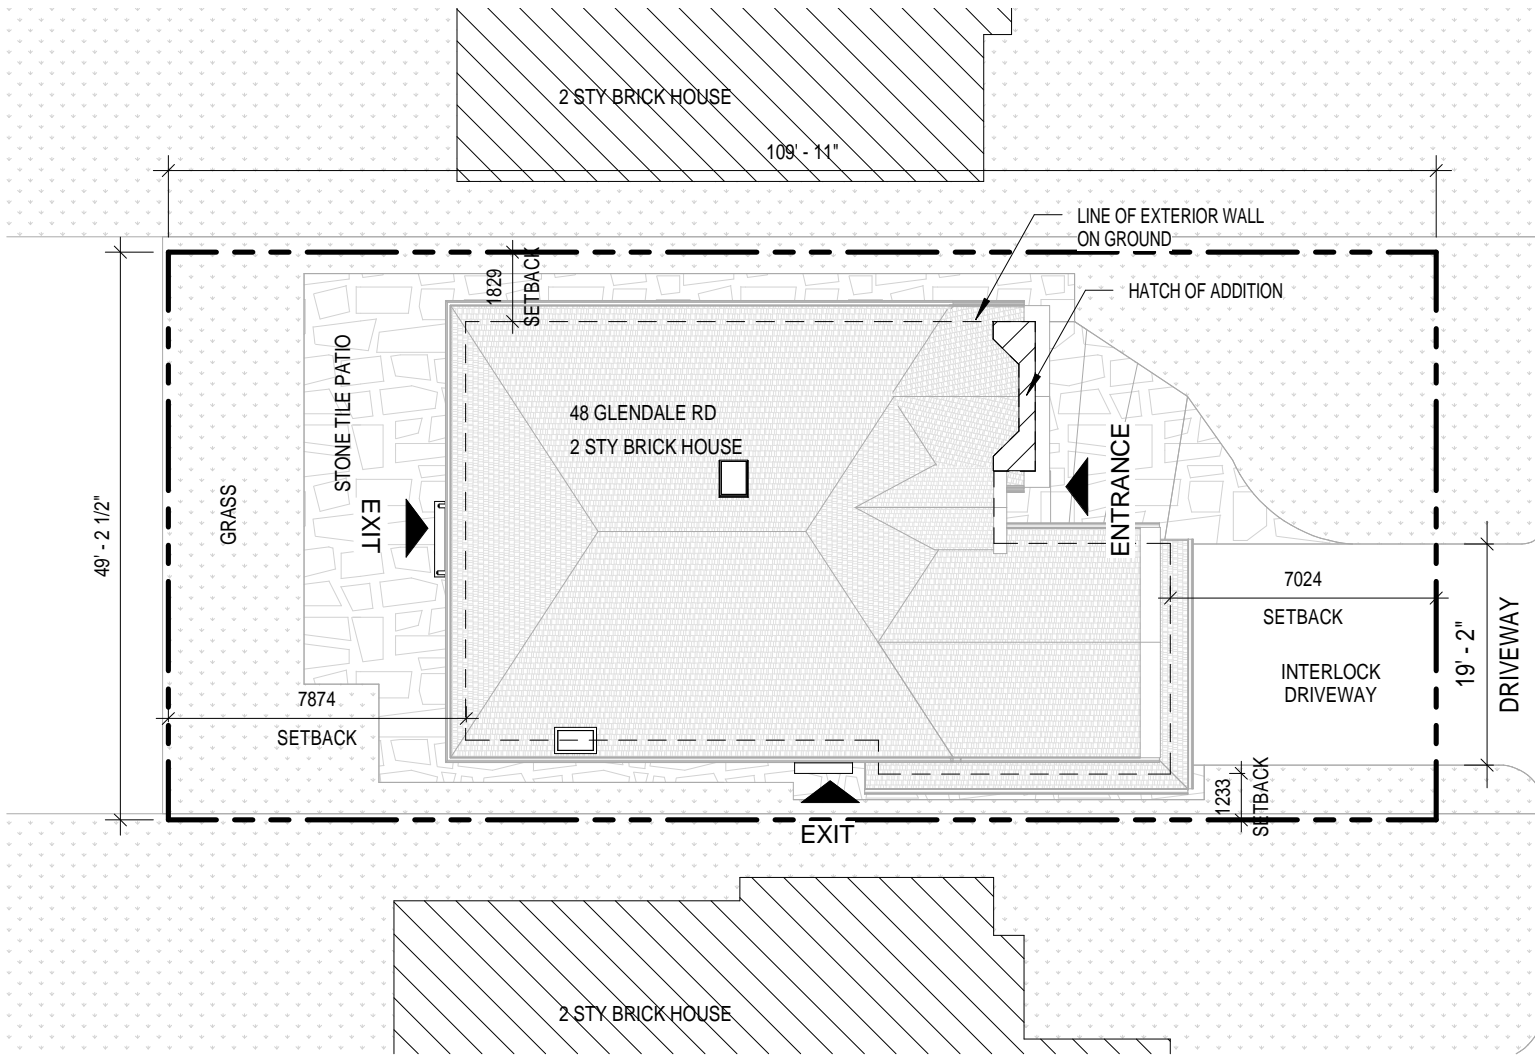 2 STY BRICK HOUSE
109' - 11"
LINE OF EXTERIOR WALL
ON GROUND
1829
SETBACK
HATCH OF ADDITION
STONE TILE PATIO
48 GLENDALE RD
2 STY BRICK HOUSE
ENTRANCE
GRASS
EXIT
49' - 2 1/2"
7024
SETBACK
19' - 2"
DRIVEWAY
INTERLOCK
DRIVEWAY
7874
SETBACK
1233
SETBACK
EXIT
2 STY BRICK HOUSE